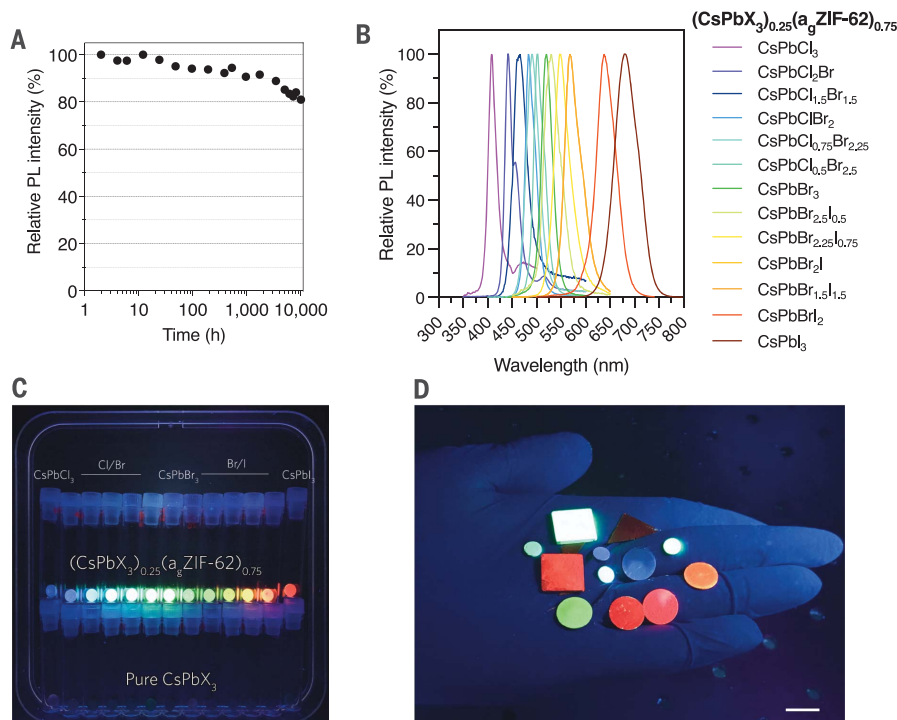 A
Relative PL intensity (%)
100
80
60
40
20
0
1
10
100
1000
10,000
Time (h)
B
Relative PL intensity (%)
100
80
60
40
20
0
300
350
400
450
500
550
600
650
700
750
800
Wavelength (nm)
(CsPbX₃)₀.₂₅(a_gZIF-62)₀.₇₅
CsPbCl₃
CsPbCl₂Br
CsPbCl₁.₅Br₁.₅
CsPbClBr₂
CsPbCl₀.₇₅Br₂.₂₅
CsPbCl₀.₅Br₂.₅
CsPbBr₃
CsPbBr₂.₅I₀.₅
CsPbBr₂.₂₅I₀.₇₅
CsPbBr₂I
CsPbBr₁.₅I₁.₅
CsPbBrI₂
CsPbI₃
C
CsPbCl₃ Cl/Br CsPbBr₃ Br/I CsPbI₃
(CsPbX₃)₀.₂₅(a_gZIF-62)₀.₇₅
Pure CsPbX₃
D